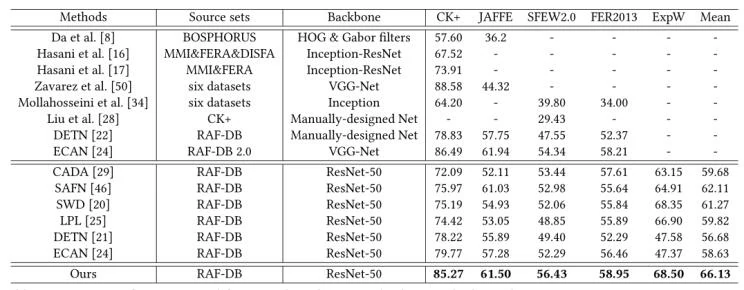 Methods Source sets Backbone CK+ JAFFE SFEW2.0 FER2013 ExpW Mean
Da et al. [8] BOSPHORUS HOG & Gabor filters 57.60 36.2 - - - -
Hasani et al. [16] MMI&FERA&DISFA Inception-ResNet 67.52 - - - - -
Hasani et al. [17] MMI&FERA Inception-ResNet 73.91 - - - - -
Zavarez et al. [50] six datasets VGG-Net 88.58 44.32 - - - -
Mollahosseini et al. [34] six datasets Inception 64.20 - 39.80 34.00 - -
Liu et al. [28] CK+ Manually-designed Net - - 29.43 - - -
DETN [22] RAF-DB Manually-designed Net 78.83 57.75 47.55 52.37 - -
ECAN [24] RAF-DB 2.0 VGG-Net 86.49 61.94 54.34 58.21 - -
CADA [29] RAF-DB ResNet-50 72.09 52.11 53.44 57.61 63.15 59.68
SAFN [46] RAF-DB ResNet-50 75.97 61.03 52.98 55.64 64.91 62.11
SWD [20] RAF-DB ResNet-50 75.19 54.93 52.06 55.84 68.35 61.27
LPL [25] RAF-DB ResNet-50 74.42 53.05 48.85 55.89 66.90 59.82
DETN [21] RAF-DB ResNet-50 78.22 55.89 49.40 52.29 47.58 56.68
ECAN [24] RAF-DB ResNet-50 79.77 57.28 52.29 56.46 47.37 58.63
Ours RAF-DB ResNet-50 85.27 61.50 56.43 58.95 68.50 66.13